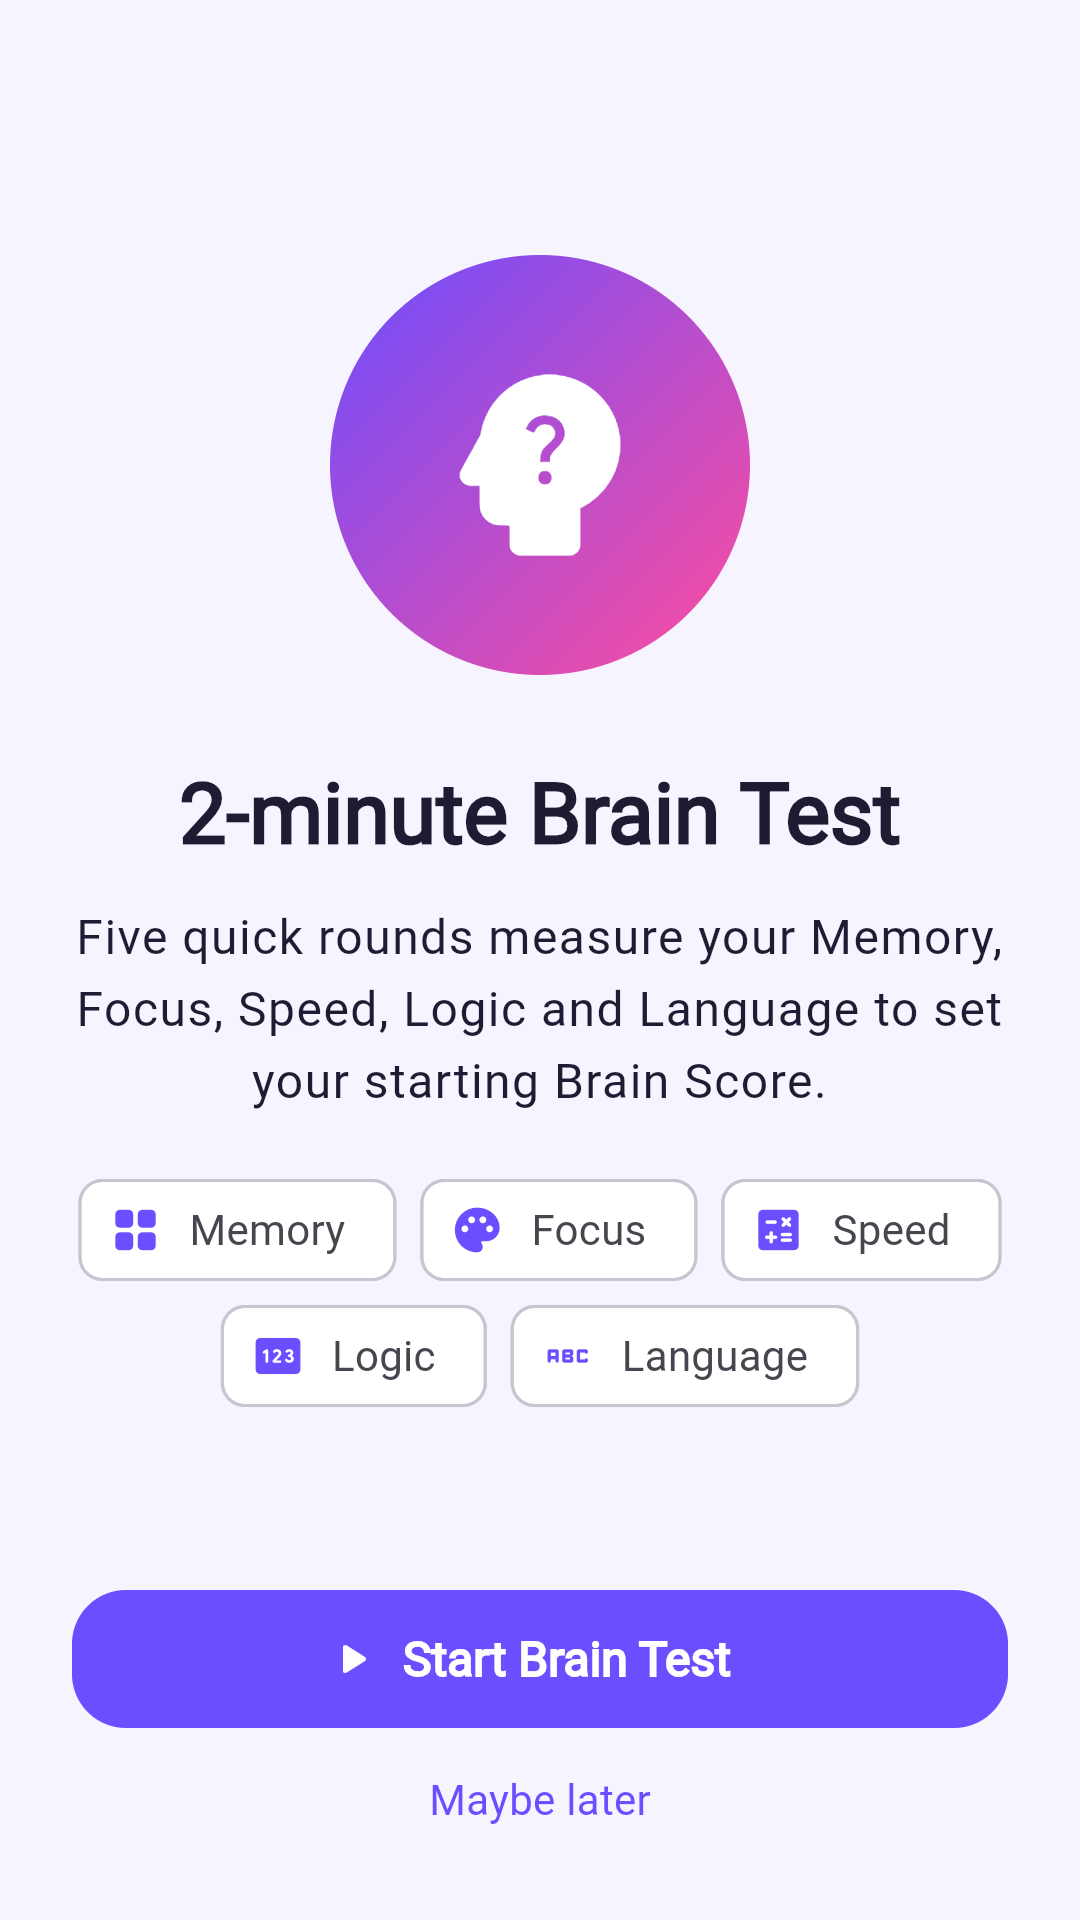 ?
2-minute Brain Test
Five quick rounds measure your Memory,
Focus, Speed, Logic and Language to set
your starting Brain Score.
Memory
Focus
Speed
123 Logic
ABC Language
Start Brain Test
Maybe later